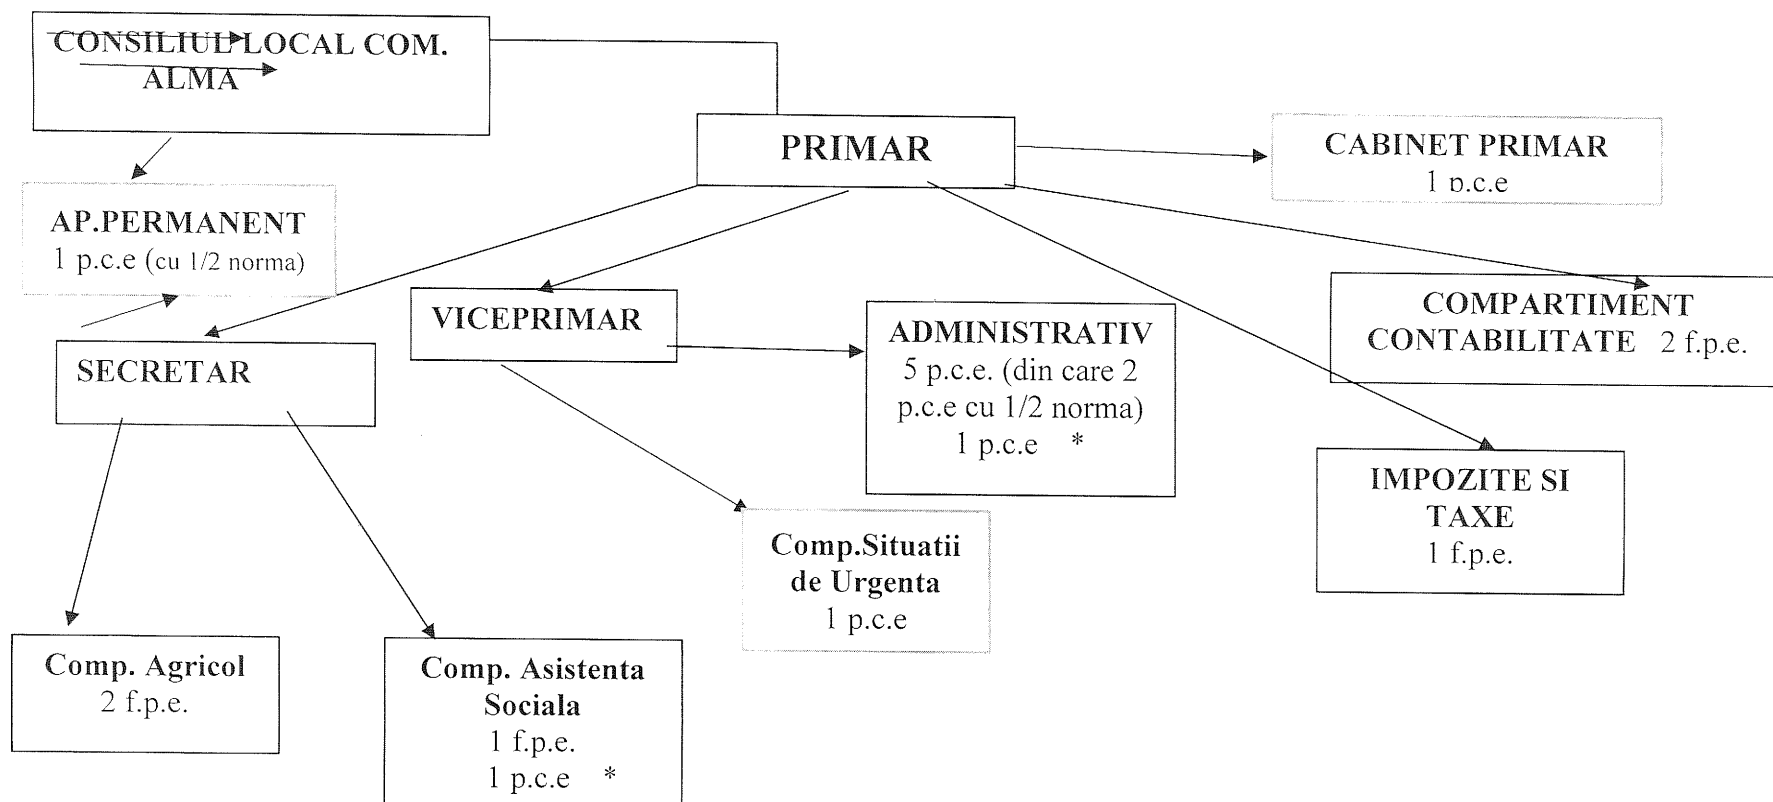 CONSILIUL LOCAL COM.
ALMA
PRIMAR
CABINET PRIMAR
1 p.c.e
AP.PERMANENT
1 p.c.e (cu 1/2 norma)
SECRETAR
VICEPRIMAR
ADMINISTRATIV
5 p.c.e. (din care 2
p.c.e cu 1/2 norma)
1 p.c.e *
COMPARTIMENT
CONTABILITATE 2 f.p.e.
IMPOZITE SI
TAXE
1 f.p.e.
Comp.Situatii
de Urgenta
1 p.c.e
Comp. Agricol
2 f.p.e.
Comp. Asistenta
Sociala
1 f.p.e.
1 p.c.e *